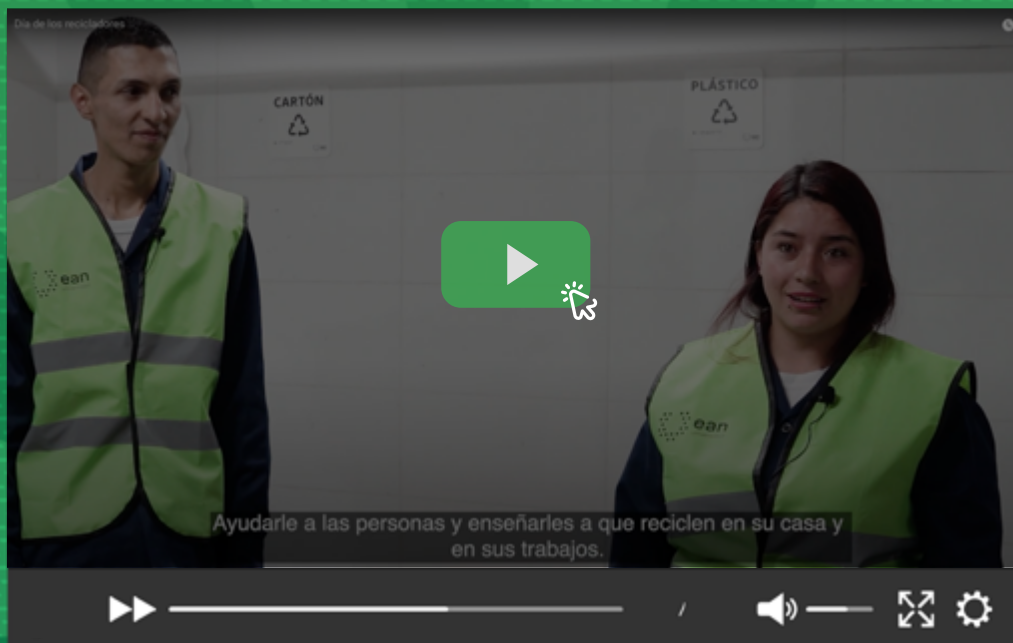 Día de los recicladores
CARTÓN
PLÁSTICO
ean
ean
Ayudarle a las personas y enseñarles a que reciclen en su casa y
en sus trabajos.
/